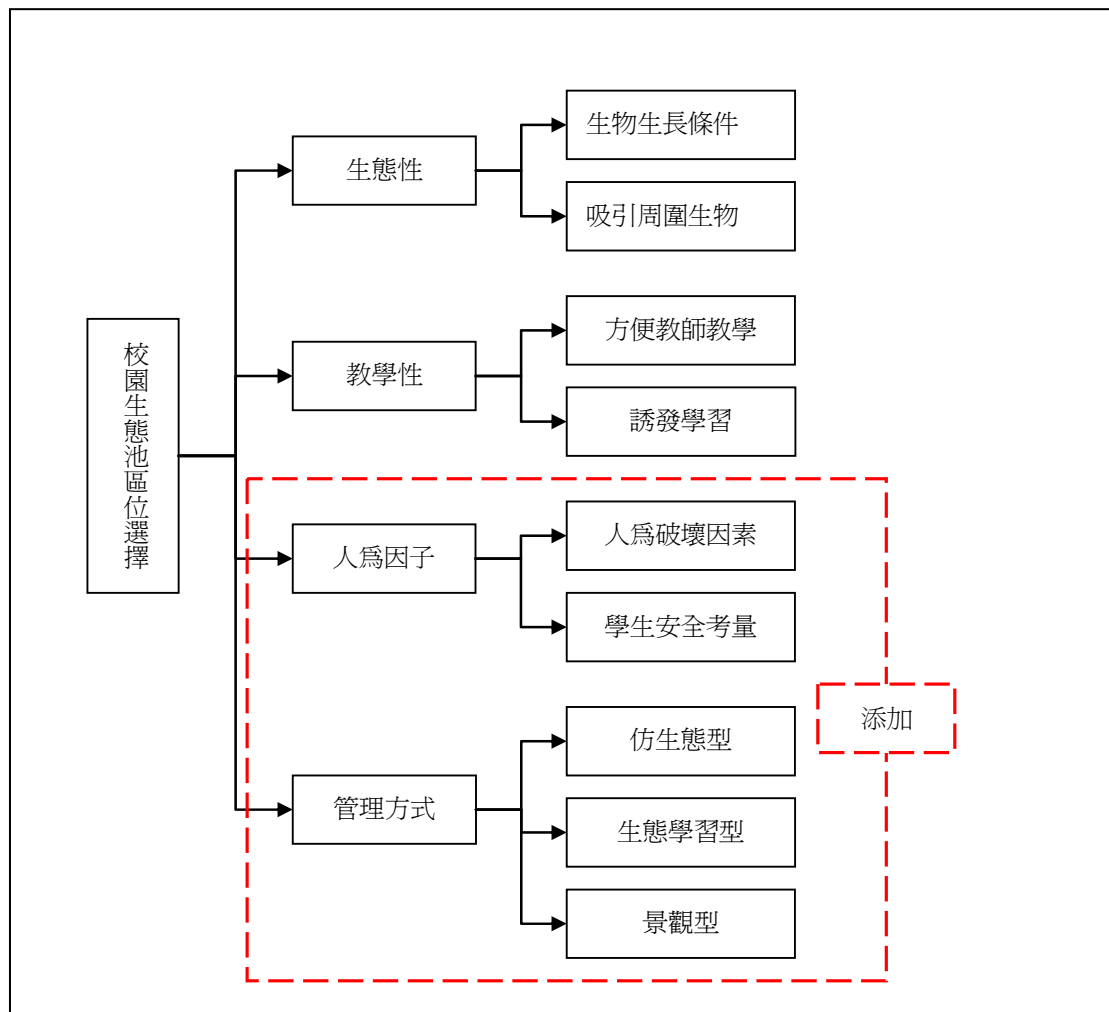 校園生態池區位選擇
生態性
生物生長條件
吸引周圍生物
教學性
方便教師教學
誘發學習
人爲因子
人爲破壞因素
學生安全考量
管理方式
仿生態型
生態學習型
景觀型
添加